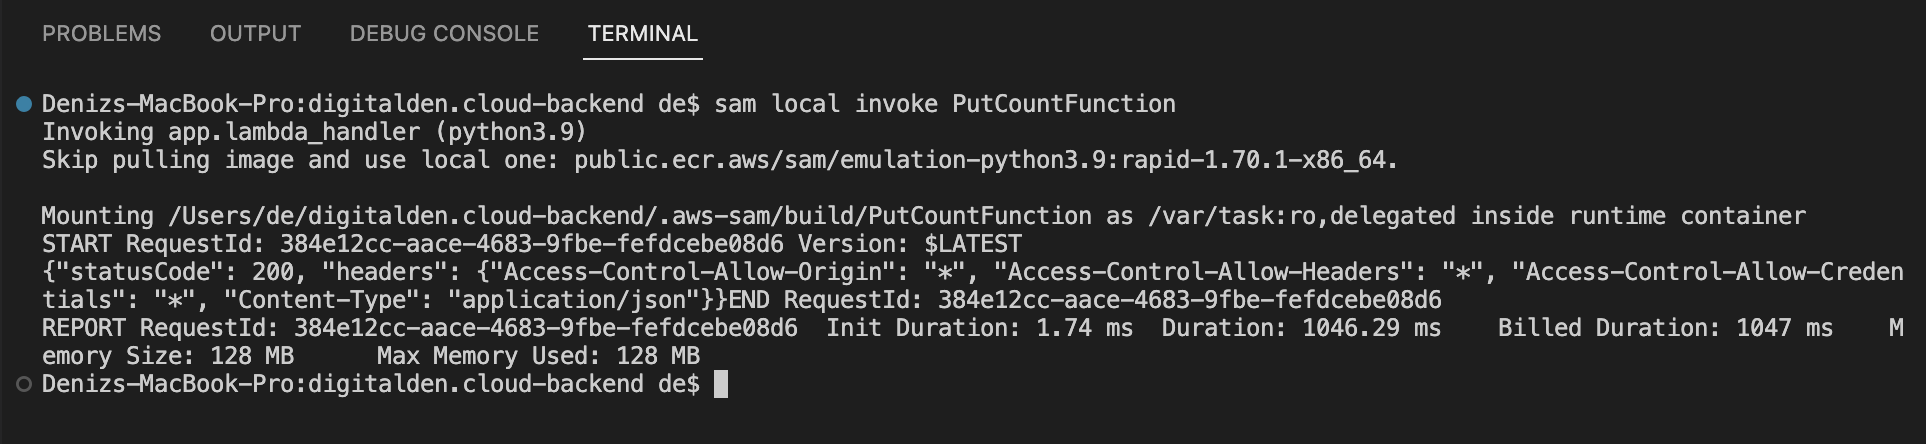 PROBLEMS OUTPUT DEBUG CONSOLE TERMINAL
Denizs-MacBook-Pro:digitalden.cloud-backend de$ sam local invoke PutCountFunction
Invoking app.lambda_handler (python3.9)
Skip pulling image and use local one: public.ecr.aws/sam/emulation-python3.9:rapid-1.70.1-x86_64.
Mounting /Users/de/digitalden.cloud-backend/.aws-sam/build/PutCountFunction as /var/task:ro,delegated inside runtime container
START RequestId: 384e12cc-aace-4683-9fbe-fefdcebe08d6 Version: $LATEST
{"statusCode": 200, "headers": {"Access-Control-Allow-Origin": "*", "Access-Control-Allow-Headers": "*", "Access-Control-Allow-Creden
tials": "*", "Content-Type": "application/json"}}END RequestId: 384e12cc-aace-4683-9fbe-fefdcebe08d6
REPORT RequestId: 384e12cc-aace-4683-9fbe-fefdcebe08d6  Init Duration: 1.74 ms  Duration: 1046.29 ms    Billed Duration: 1047 ms    M
emory Size: 128 MB      Max Memory Used: 128 MB
Denizs-MacBook-Pro:digitalden.cloud-backend de$